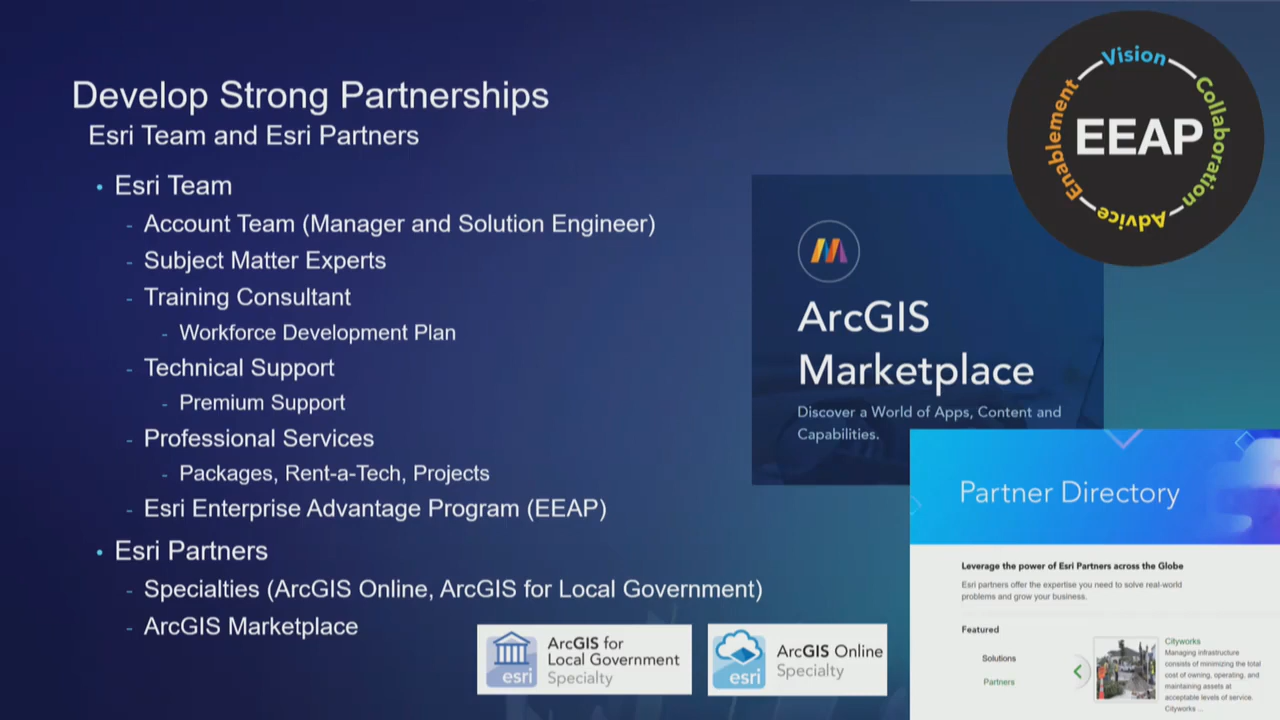 Develop Strong Partnerships
Esri Team and Esri Partners
• Esri Team
- Account Team (Manager and Solution Engineer)
- Subject Matter Experts
- Training Consultant
- Workforce Development Plan
- Technical Support
- Premium Support
- Professional Services
- Packages, Rent-a-Tech, Projects
- Esri Enterprise Advantage Program (EEAP)
• Esri Partners
- Specialties (ArcGIS Online, ArcGIS for Local Government)
- ArcGIS Marketplace
Vision
Collaboration
Advice
Enablement
EEAP
ArcGIS
Marketplace
Discover a World of Apps, Content and
Capabilities.
Partner Directory
Leverage the power of Esri Partners across the Globe
Esri partners offer the expertise you need to solve real-world
problems and grow your business.
Featured
Solutions
Partners
Cityworks
Managing infrastructure
consists of minimizing the total
cost of owning, operating, and
maintaining assets at
acceptable levels of service.
Cityworks ...
esri
ArcGIS for
Local Government
Specialty
esri
ArcGIS Online
Specialty